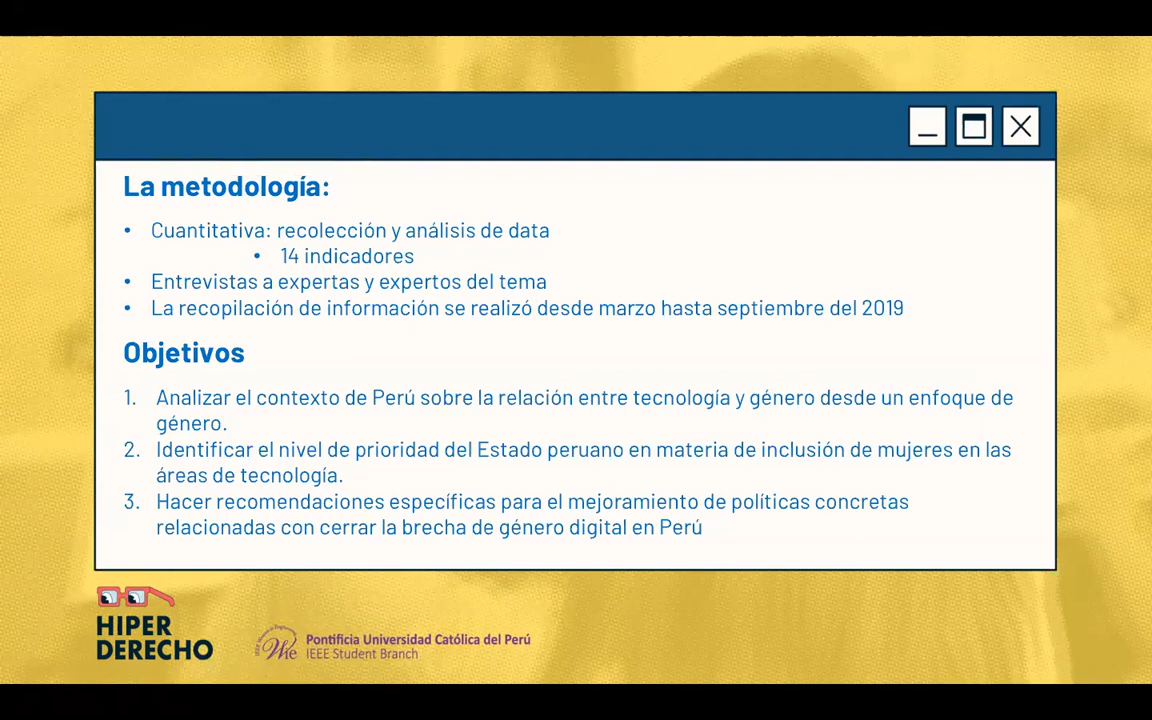 La metodología:
• Cuantitativa: recolección y análisis de data
• 14 indicadores
• Entrevistas a expertas y expertos del tema
• La recopilación de información se realizó desde marzo hasta septiembre del 2019
Objetivos
1. Analizar el contexto de Perú sobre la relación entre tecnología y género desde un enfoque de
género.
2. Identificar el nivel de prioridad del Estado peruano en materia de inclusión de mujeres en las
áreas de tecnología.
3. Hacer recomendaciones específicas para el mejoramiento de políticas concretas
relacionadas con cerrar la brecha de género digital en Perú
HIPER
DERECHO
Wie
Pontificia Universidad Católica del Perú
IEEE Student Branch